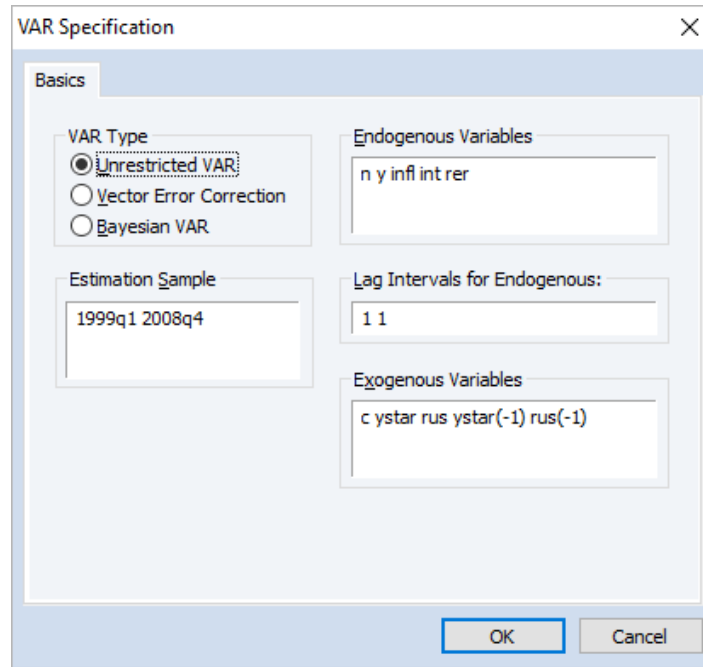 VAR Specification
Basics
VAR Type
Unrestricted VAR
Vector Error Correction
Bayesian VAR
Estimation Sample
1999q1 2008q4
Endogenous Variables
n y infl int rer
Lag Intervals for Endogenous:
1 1
Exogenous Variables
c ystar rus ystar(-1) rus(-1)
OK
Cancel